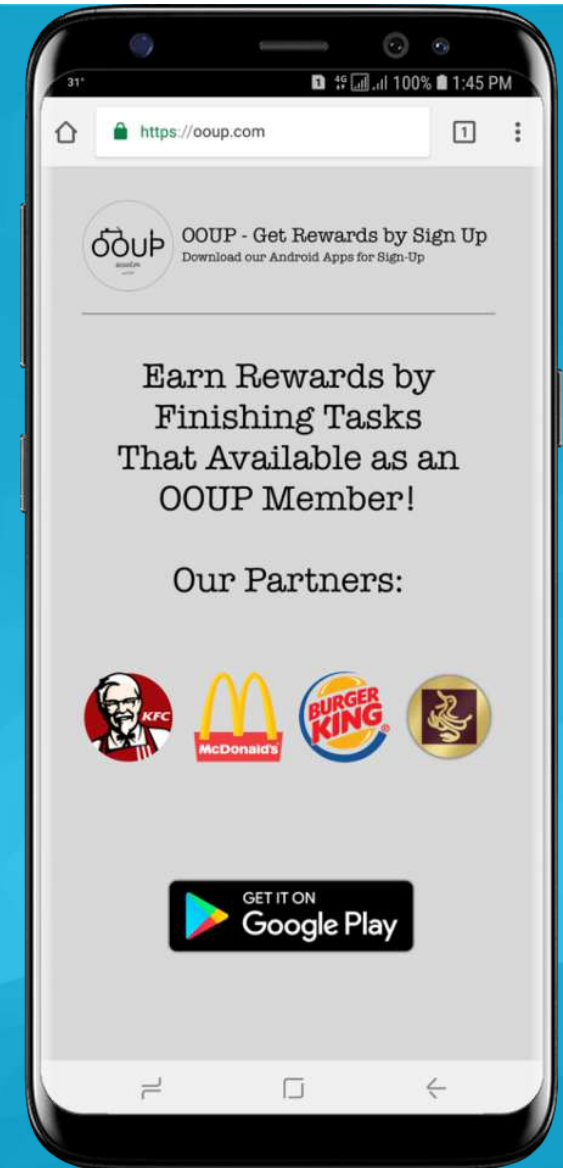 31°
1 4G 100% 1:45 PM
https://ooup.com
1
OOUP
OOUP - Get Rewards by Sign Up
Download our Android Apps for Sign-Up
Earn Rewards by
Finishing Tasks
That Available as an
OOUP Member!
Our Partners:
KFC
McDonald's
BURGER
KING
GET IT ON
Google Play